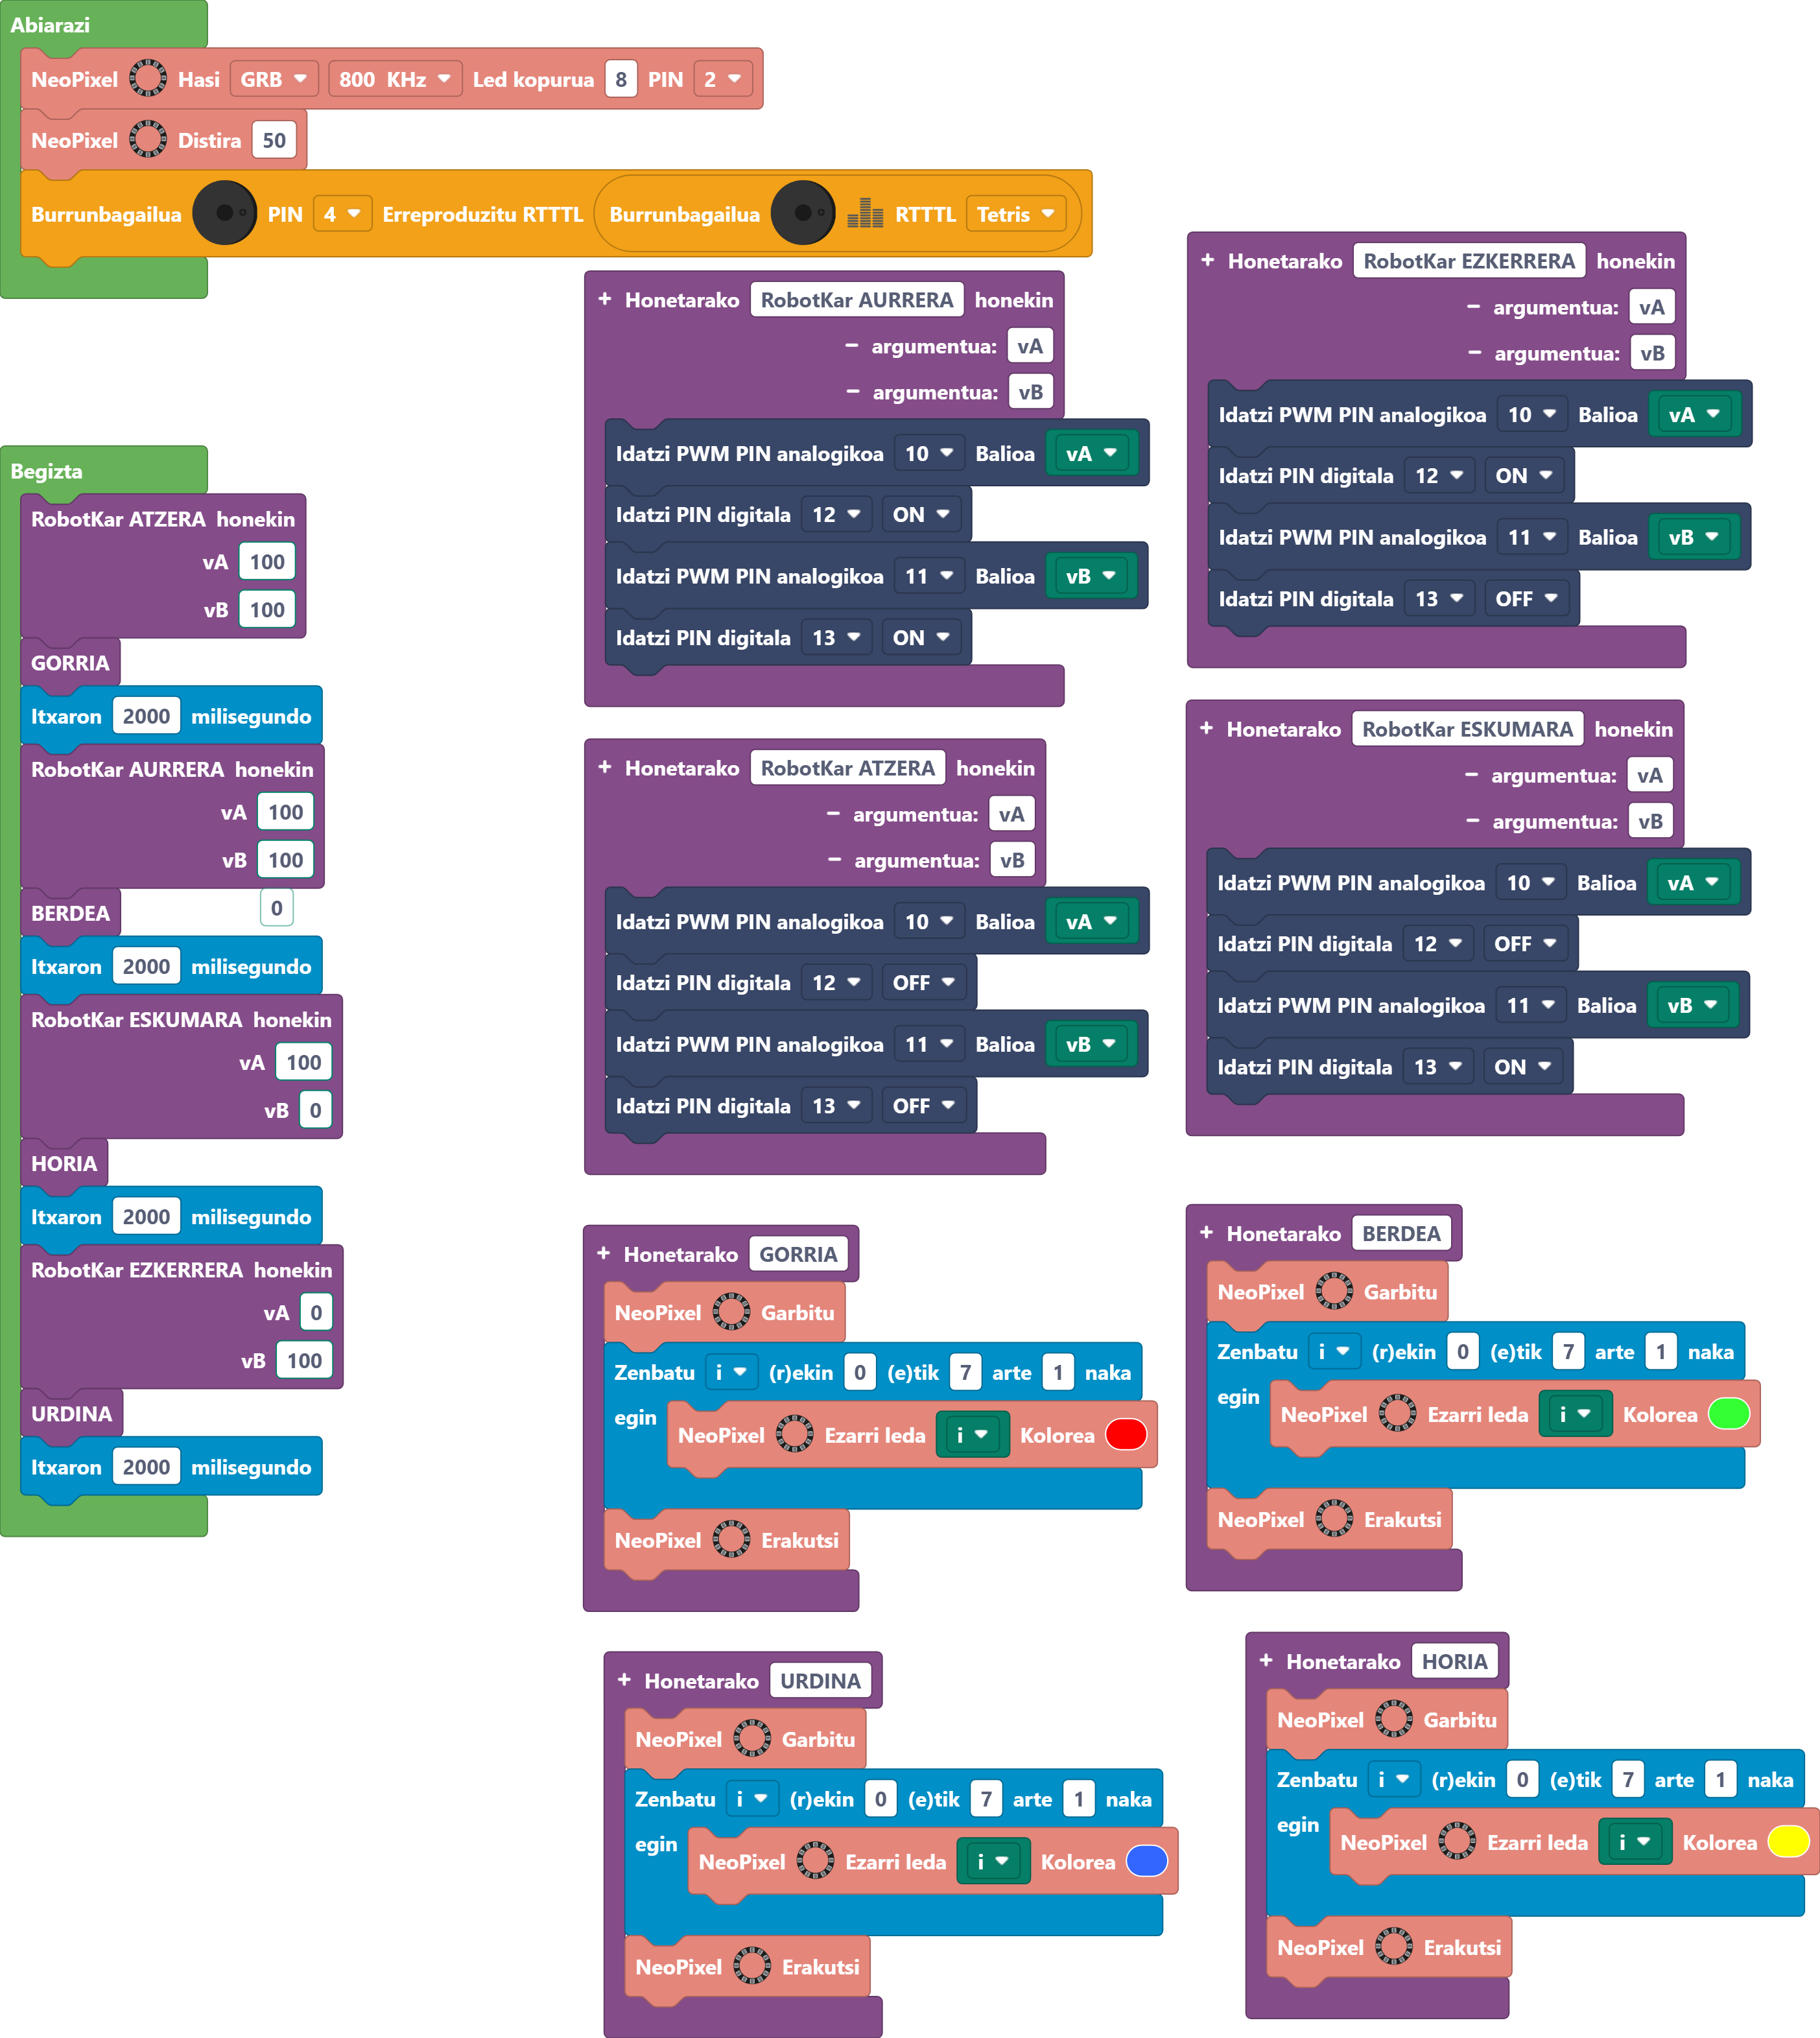 Abiarazi
NeoPixel Hasi GRB 800 KHz Led kopurua 8 PIN 2
NeoPixel Distira 50
Burrunbagailua PIN 4 Erreproduzitu RTTTL Burrunbagailua RTTTL Tetris
Begizta
RobotKar ATZERA honekin
vA 100
vB 100
GORRIA
Itxaron 2000 milisegundo
RobotKar AURRERA honekin
vA 100
vB 100
BERDEA
0
Itxaron 2000 milisegundo
RobotKar ESKUMARA honekin
vA 100
vB 0
HORIA
Itxaron 2000 milisegundo
RobotKar EZKERRERA honekin
vA 0
vB 100
URDINA
Itxaron 2000 milisegundo
+ Honetarako RobotKar AURRERA honekin
− argumentua: vA
− argumentua: vB
Idatzi PWM PIN analogikoa 10 Balioa vA
Idatzi PIN digitala 12 ON
Idatzi PWM PIN analogikoa 11 Balioa vB
Idatzi PIN digitala 13 ON
+ Honetarako RobotKar EZKERRERA honekin
− argumentua: vA
− argumentua: vB
Idatzi PWM PIN analogikoa 10 Balioa vA
Idatzi PIN digitala 12 ON
Idatzi PWM PIN analogikoa 11 Balioa vB
Idatzi PIN digitala 13 OFF
+ Honetarako RobotKar ATZERA honekin
− argumentua: vA
− argumentua: vB
Idatzi PWM PIN analogikoa 10 Balioa vA
Idatzi PIN digitala 12 OFF
Idatzi PWM PIN analogikoa 11 Balioa vB
Idatzi PIN digitala 13 OFF
+ Honetarako RobotKar ESKUMARA honekin
− argumentua: vA
− argumentua: vB
Idatzi PWM PIN analogikoa 10 Balioa vA
Idatzi PIN digitala 12 OFF
Idatzi PWM PIN analogikoa 11 Balioa vB
Idatzi PIN digitala 13 ON
+ Honetarako GORRIA
NeoPixel Garbitu
Zenbatu i (r)ekin 0 (e)tik 7 arte 1 naka
egin NeoPixel Ezarri leda i Kolorea
NeoPixel Erakutsi
+ Honetarako BERDEA
NeoPixel Garbitu
Zenbatu i (r)ekin 0 (e)tik 7 arte 1 naka
egin NeoPixel Ezarri leda i Kolorea
NeoPixel Erakutsi
+ Honetarako URDINA
NeoPixel Garbitu
Zenbatu i (r)ekin 0 (e)tik 7 arte 1 naka
egin NeoPixel Ezarri leda i Kolorea
NeoPixel Erakutsi
+ Honetarako HORIA
NeoPixel Garbitu
Zenbatu i (r)ekin 0 (e)tik 7 arte 1 naka
egin NeoPixel Ezarri leda i Kolorea
NeoPixel Erakutsi